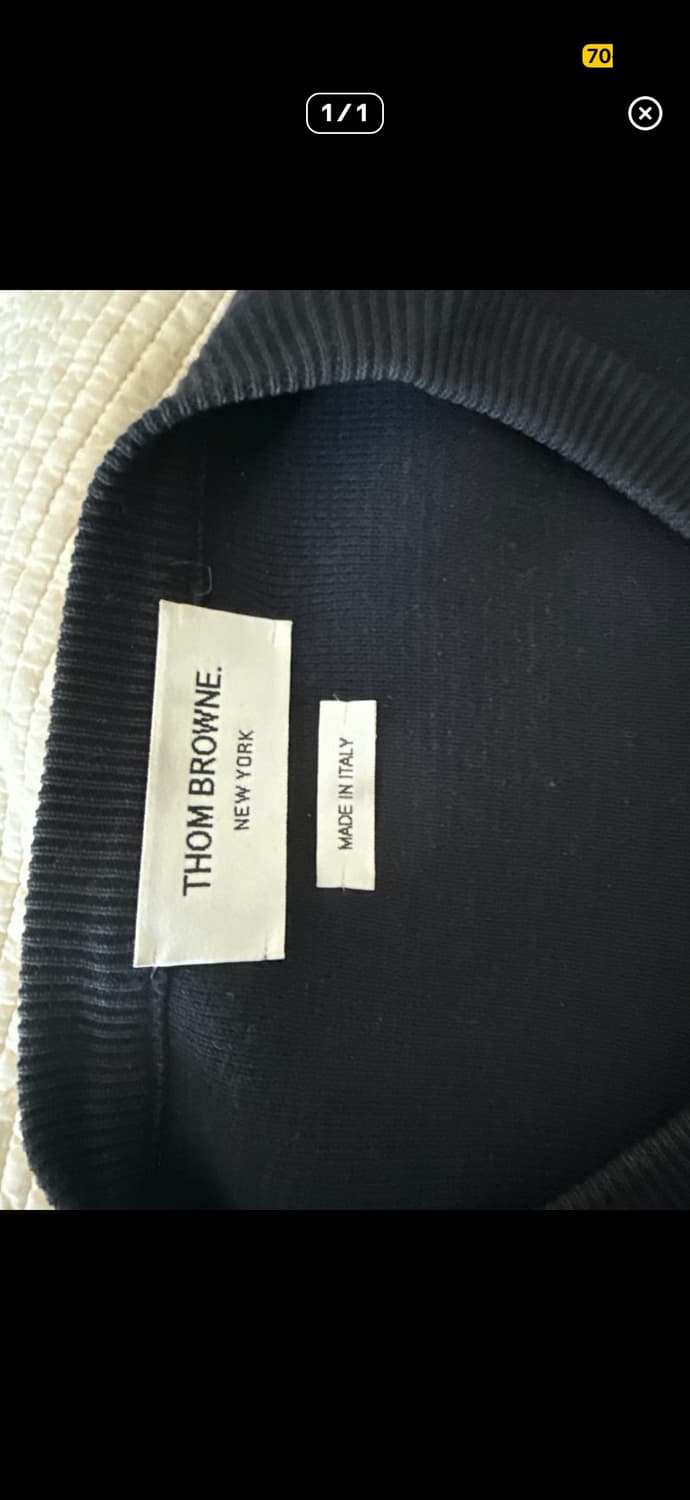 70
1/1
THOM BROWNE.
NEW YORK
MADE IN ITALY